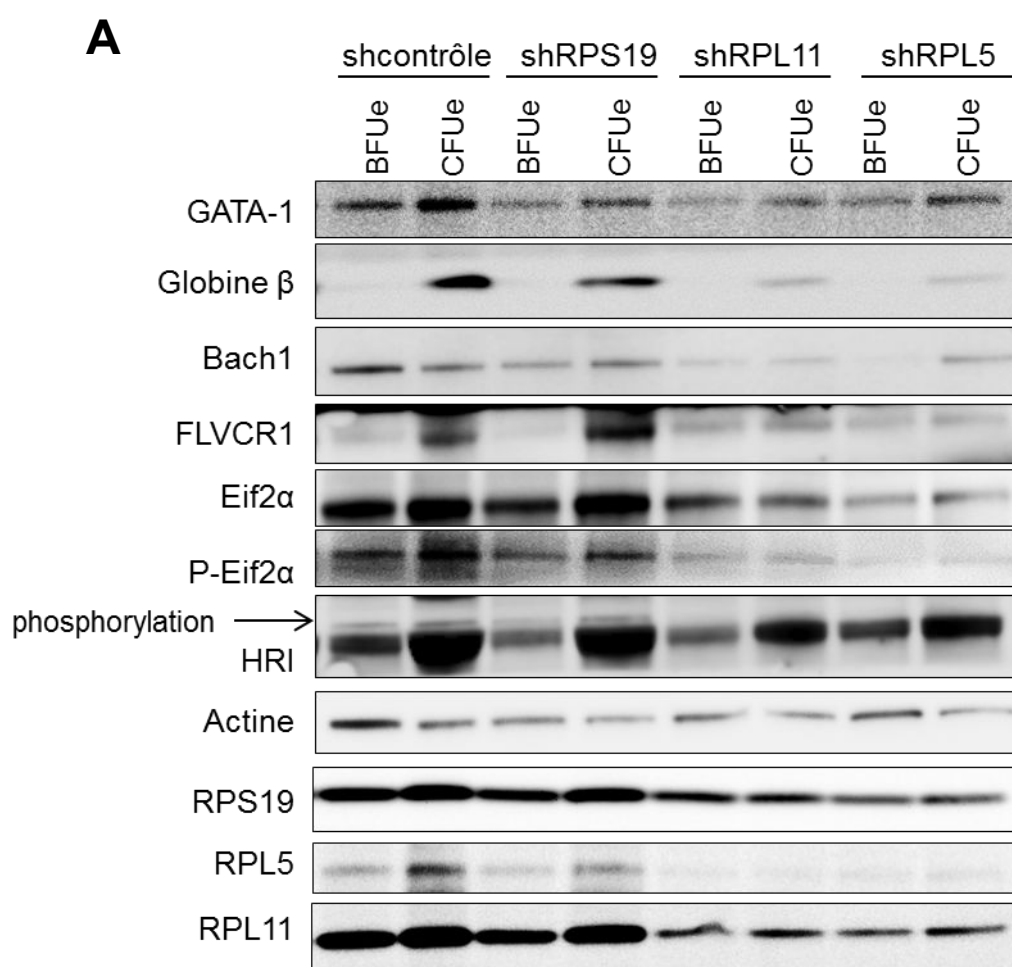 A
shcontrôle shRPS19 shRPL11 shRPL5
BFUe CFUe BFUe CFUe BFUe CFUe BFUe CFUe
GATA-1
Globine β
Bach1
FLVCR1
Eif2α
P-Eif2α
phosphorylation
HRI
Actine
RPS19
RPL5
RPL11